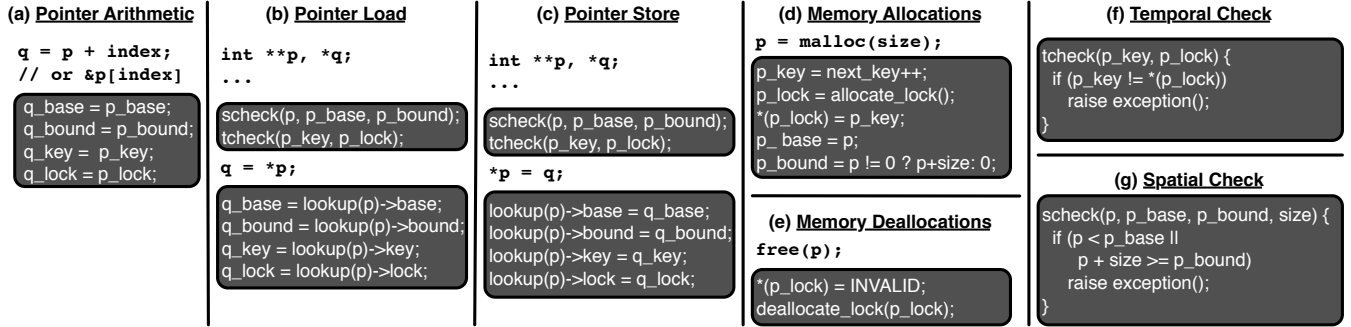 (a) Pointer Arithmetic
q = p + index;
// or &p[index]
q_base = p_base;
q_bound = p_bound;
q_key =  p_key;
q_lock = p_lock;
(b) Pointer Load
int **p, *q;
...
scheck(p, p_base, p_bound);
tcheck(p_key, p_lock);
q = *p;
q_base = lookup(p)->base;
q_bound = lookup(p)->bound;
q_key = lookup(p)->key;
q_lock = lookup(p)->lock;
(c) Pointer Store
int **p, *q;
...
scheck(p, p_base, p_bound);
tcheck(p_key, p_lock);
*p = q;
lookup(p)->base = q_base;
lookup(p)->bound = q_bound;
lookup(p)->key = q_key;
lookup(p)->lock = q_lock;
(d) Memory Allocations
p = malloc(size);
p_key = next_key++;
p_lock = allocate_lock();
*(p_lock) = p_key;
p_ base = p;
p_bound = p != 0 ? p+size: 0;
(e) Memory Deallocations
free(p);
*(p_lock) = INVALID;
deallocate_lock(p_lock);
(f) Temporal Check
tcheck(p_key, p_lock) {
if (p_key != *(p_lock))
raise exception();
}
(g) Spatial Check
scheck(p, p_base, p_bound, size) {
if (p < p_base ||
p + size >= p_bound)
raise exception();
}